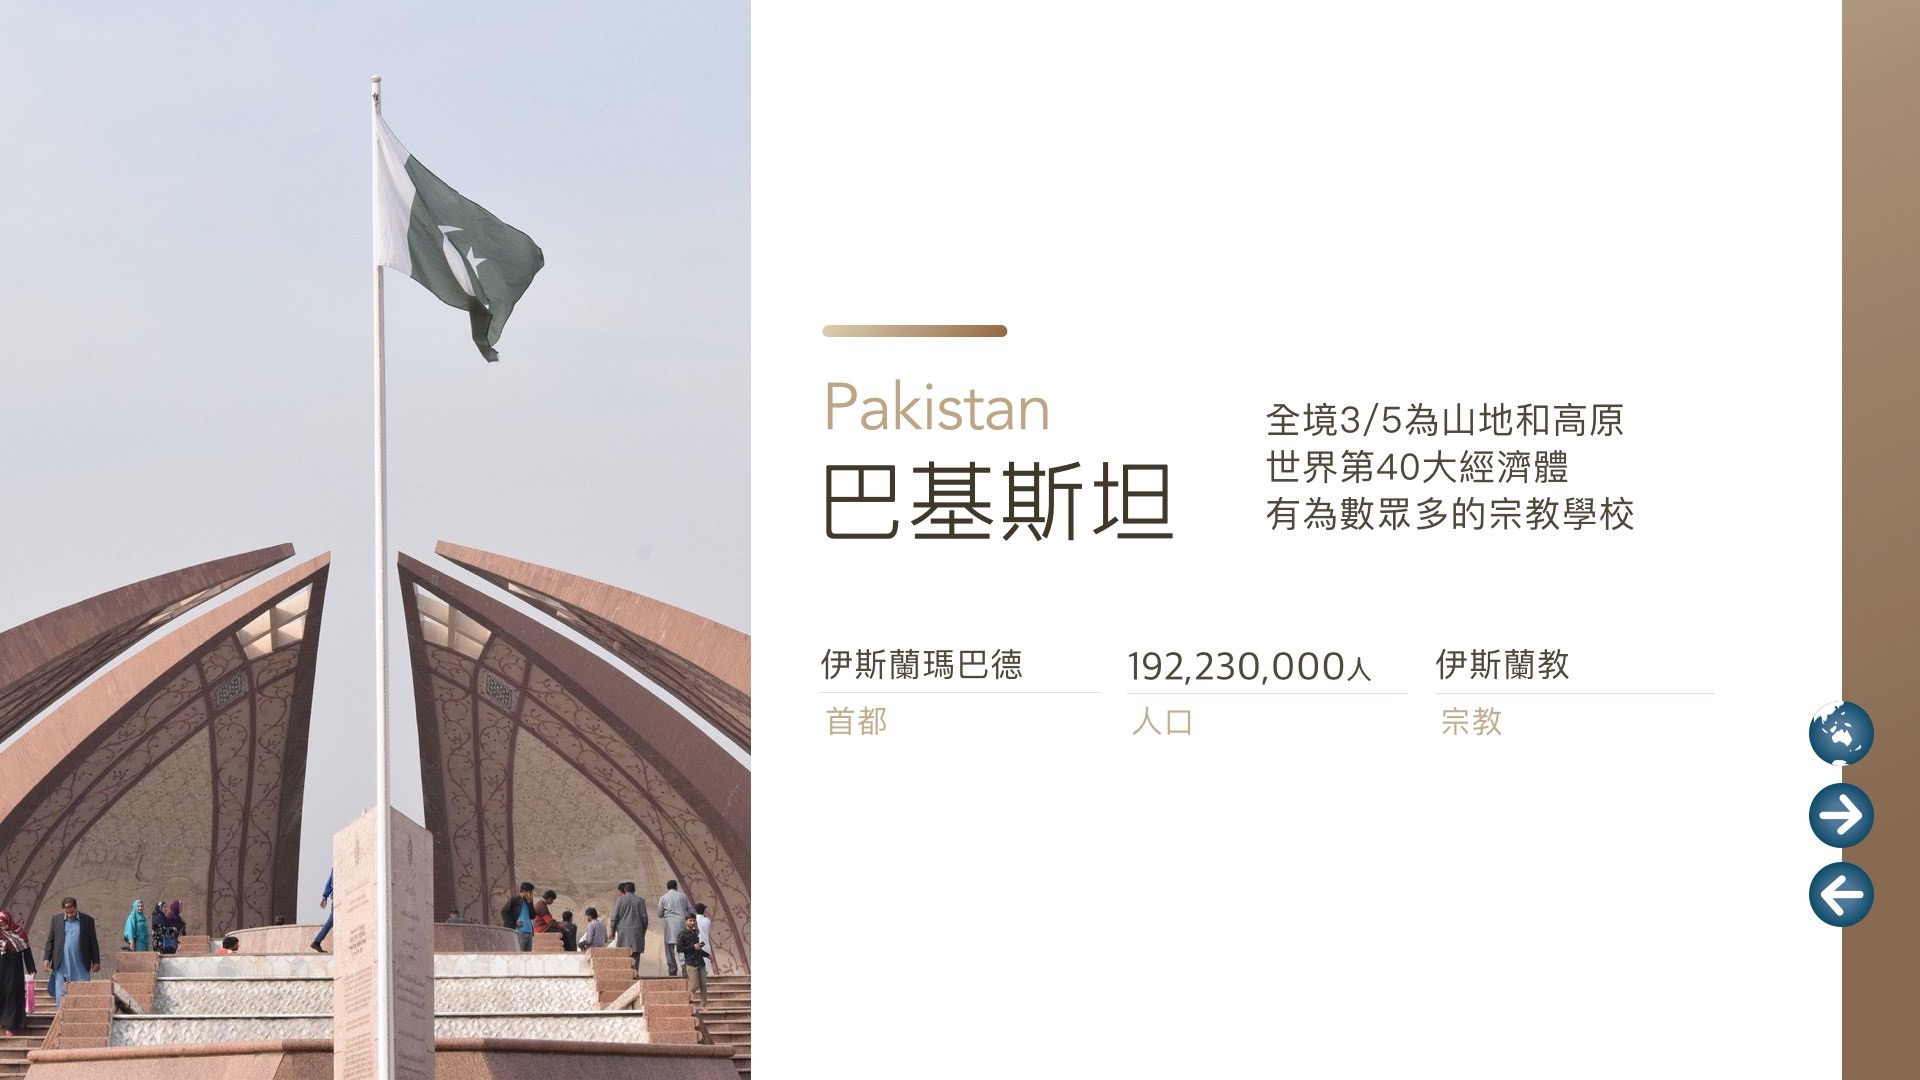 Pakistan
巴基斯坦
全境3/5為山地和高原
世界第40大經濟體
有為數眾多的宗教學校
伊斯蘭瑪巴德
首都
192,230,000人
人口
伊斯蘭教
宗教